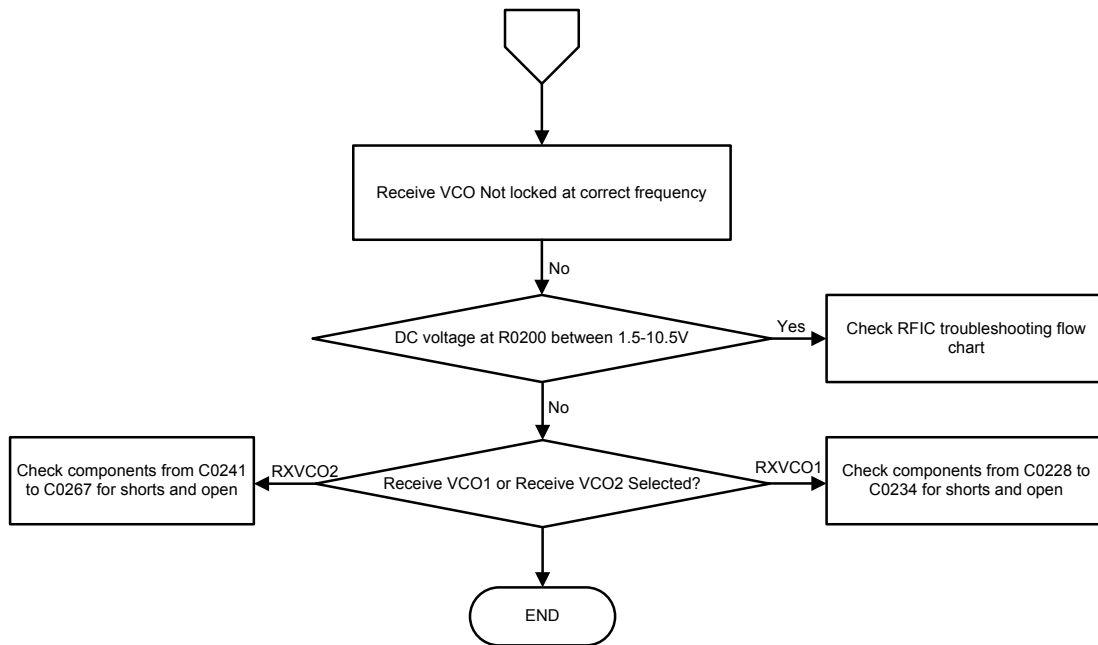 Receive VCO Not locked at correct frequency
No
DC voltage at R0200 between 1.5-10.5V
Yes
Check RFIC troubleshooting flow
chart
No
Check components from C0241
to C0267 for shorts and open
RXVCO2
Receive VCO1 or Receive VCO2 Selected?
RXVCO1
Check components from C0228 to
C0234 for shorts and open
END